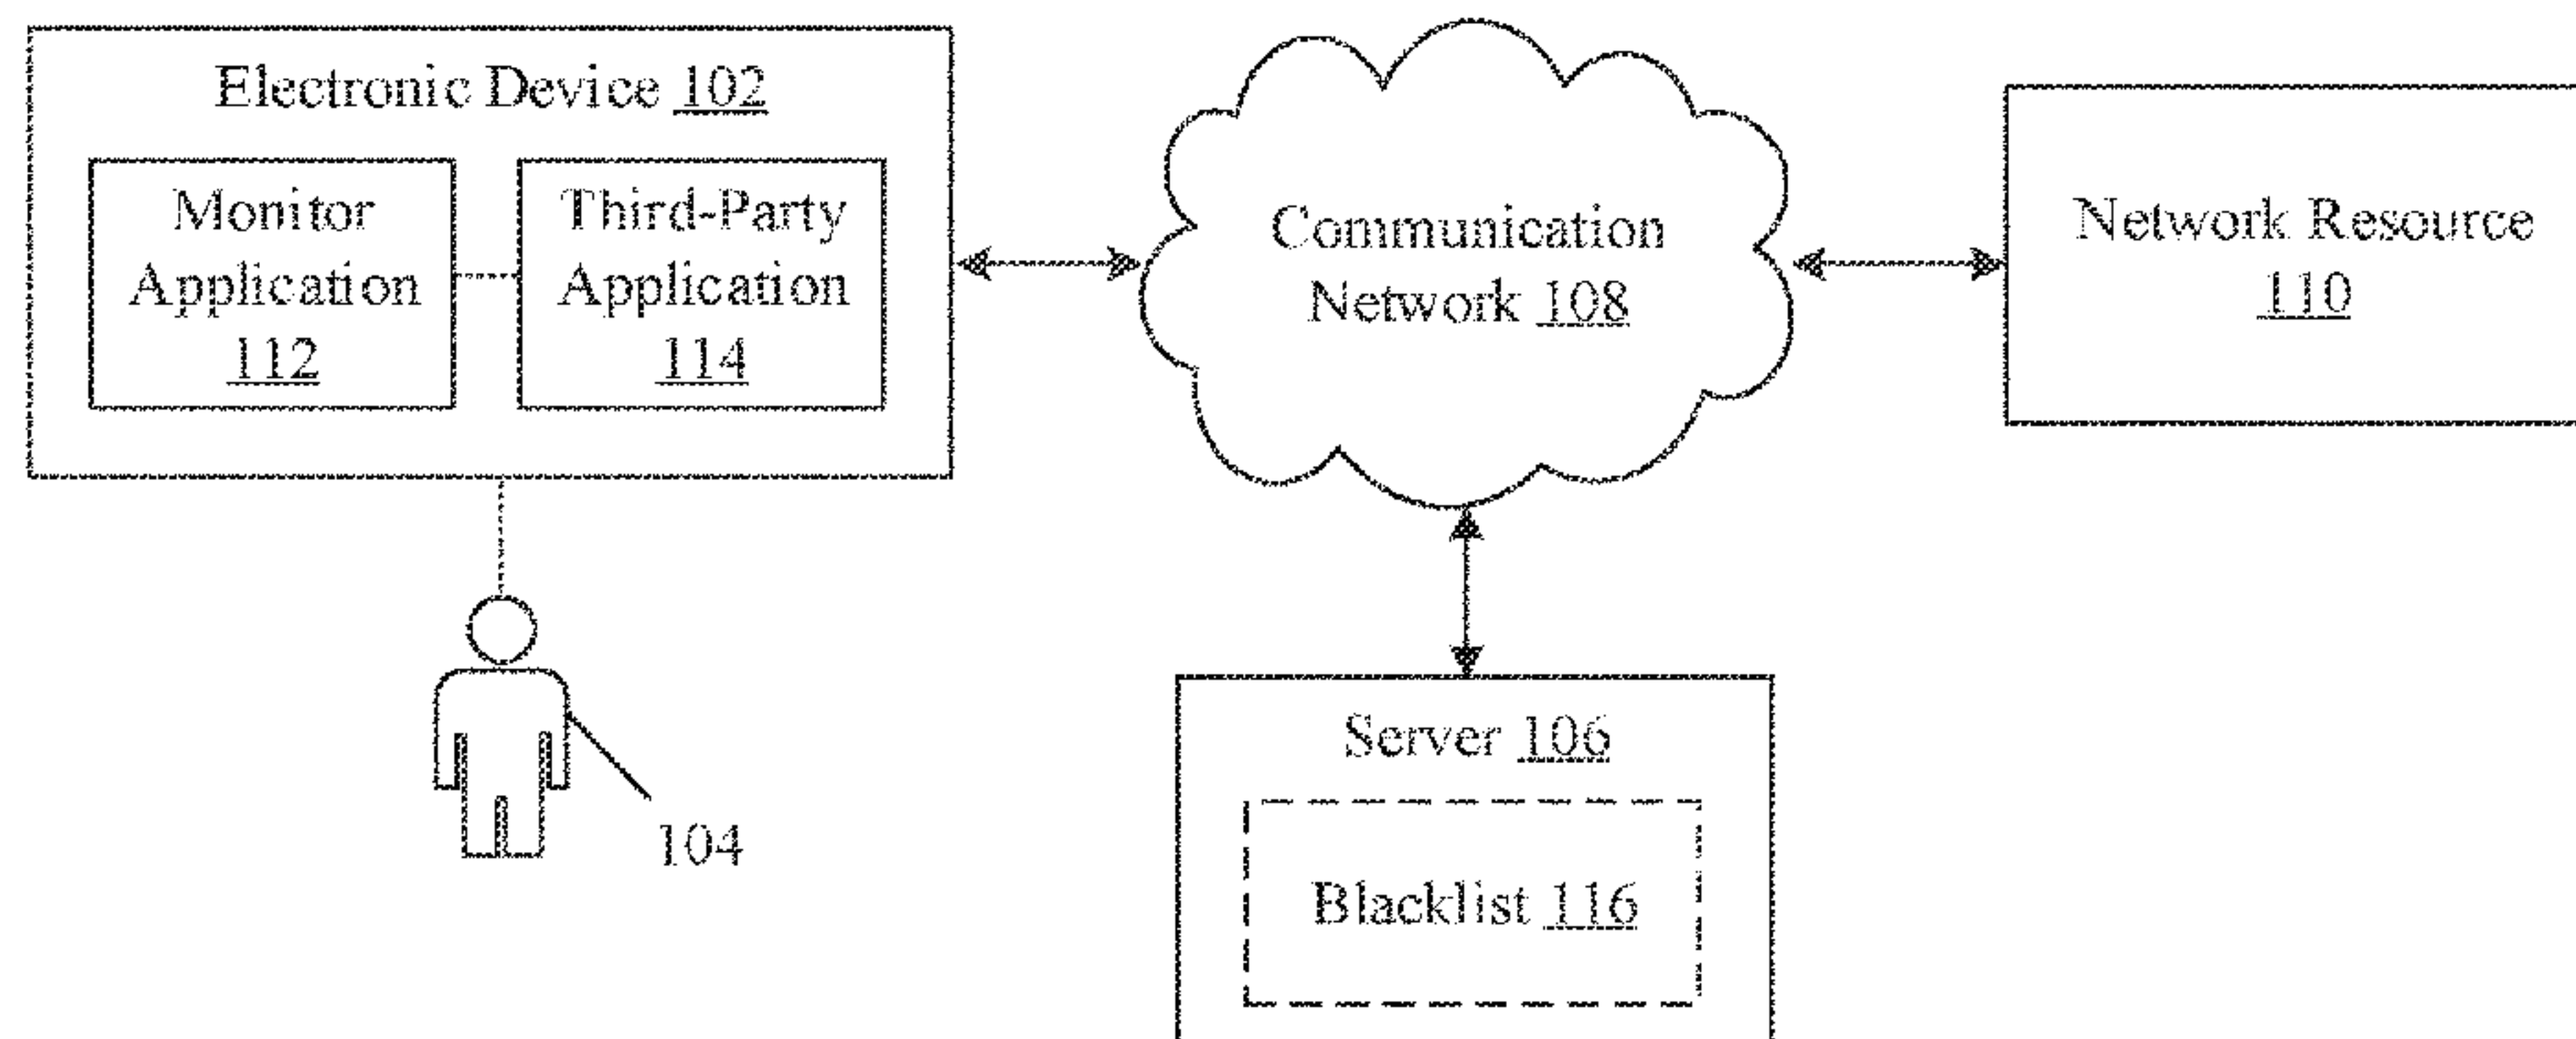 Electronic Device 102
Monitor
Application
112
Third-Party
Application
114
Communication
Network 108
Network Resource
110
104
Server 106
Blacklist 116